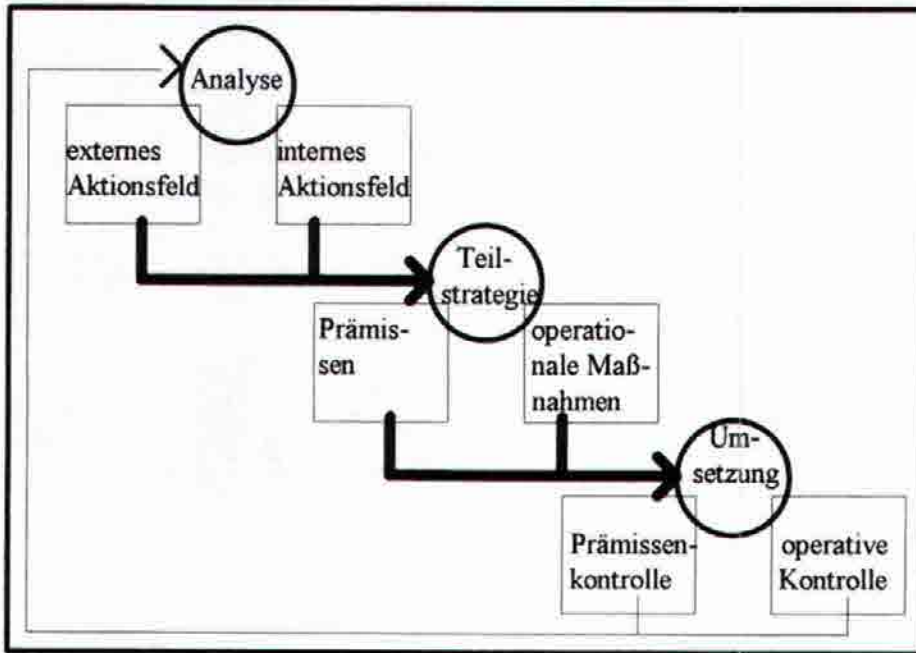 Analyse
externes
Aktionsfeld
internes
Aktionsfeld
Teil-
strategie
Prämis-
sen
operatio-
nale Maß-
nahmen
Um-
setzung
Prämissen-
kontrolle
operative
Kontrolle